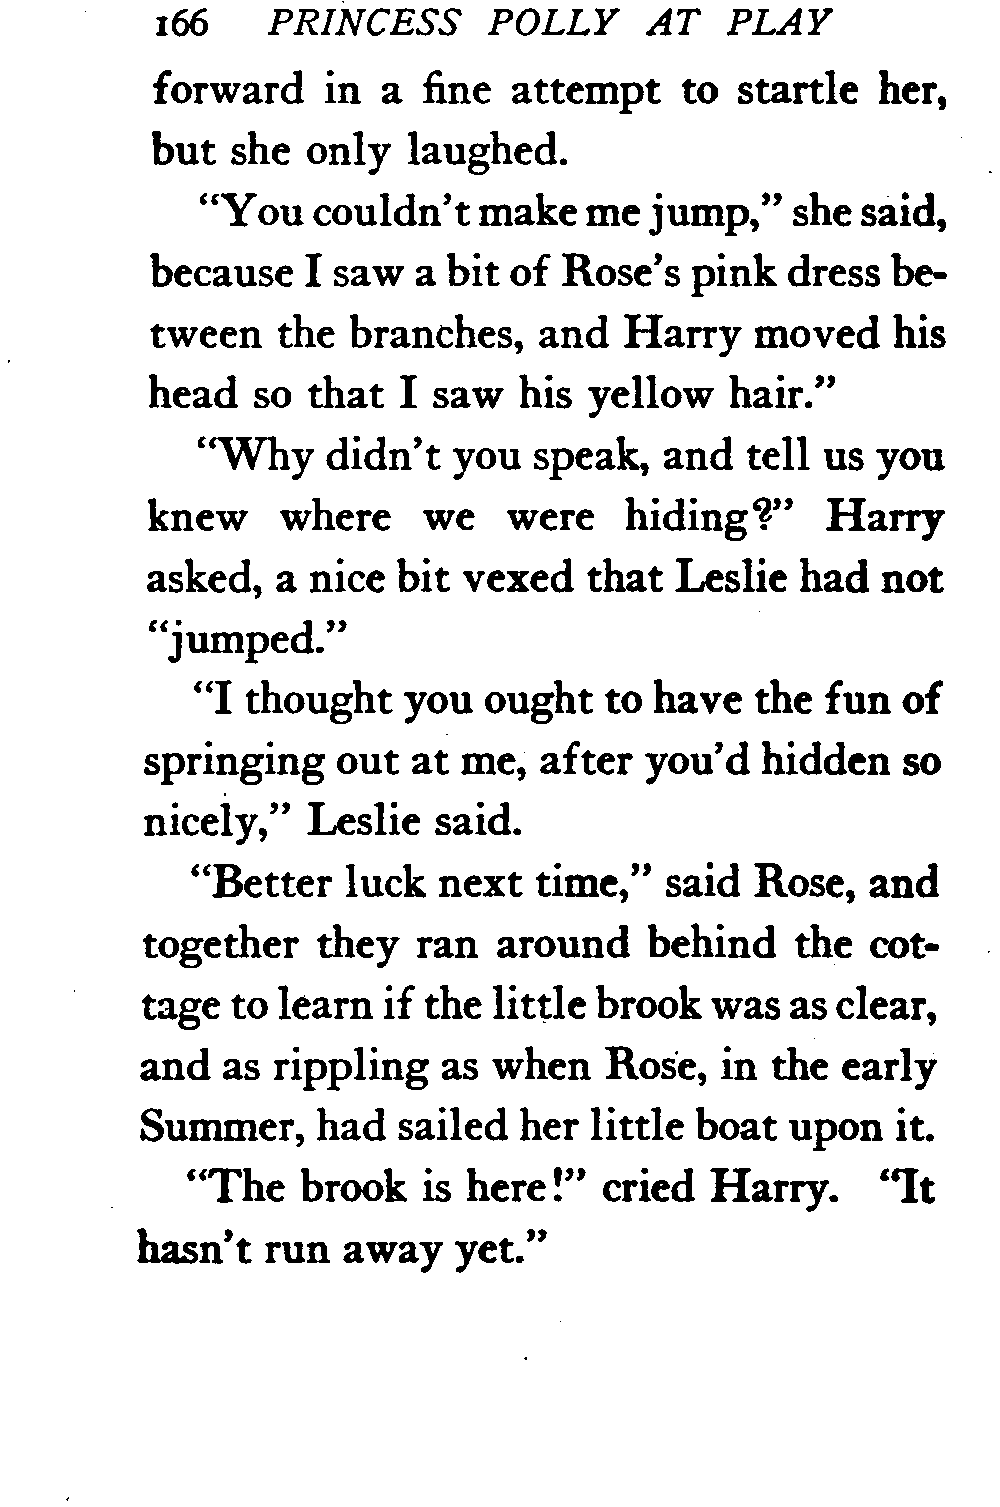 166 PRINCESS POLLY AT PLAY
forward in a fine attempt to startle her,
but she only laughed.
“You couldn’t make me jump,” she said,
because I saw a bit of Rose’s pink dress be-
tween the branches, and Harry moved his
head so that I saw his yellow hair.”
“Why didn’t you speak, and tell us you
knew where we were hiding?” Harry
asked, a nice bit vexed that Leslie had not
“jumped.”
“I thought you ought to have the fun of
springing out at me, after you’d hidden so
nicely,” Leslie said.
“Better luck next time,” said Rose, and
together they ran around behind the cot-
tage to learn if the little brook was as clear,
and as rippling as when Rose, in the early
Summer, had sailed her little boat upon it.
“The brook is here!” cried Harry. “It
hasn’t run away yet.”